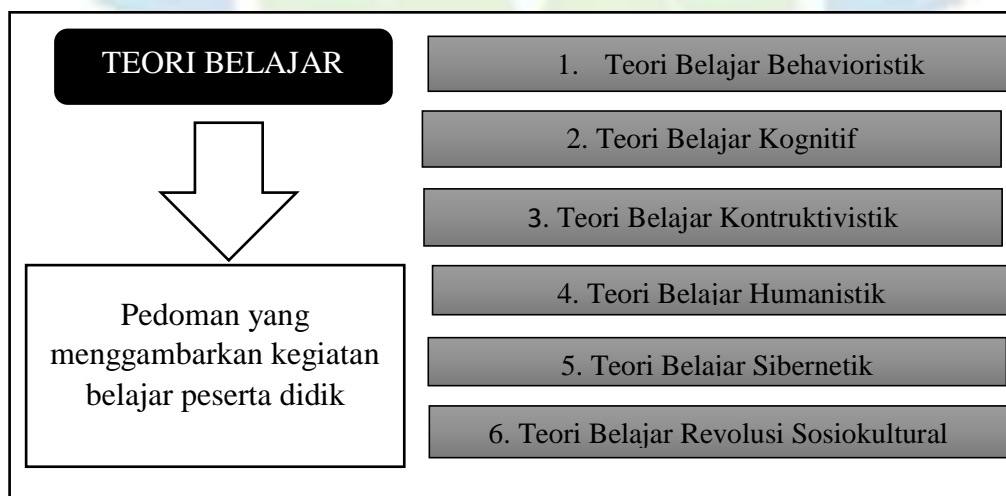 TEORI BELAJAR
Pedoman yang
menggambarkan kegiatan
belajar peserta didik
1. Teori Belajar Behavioristik
2. Teori Belajar Kognitif
3. Teori Belajar Kontruktivistik
4. Teori Belajar Humanistik
5. Teori Belajar Sibernetik
6. Teori Belajar Revolusi Sosiokultural